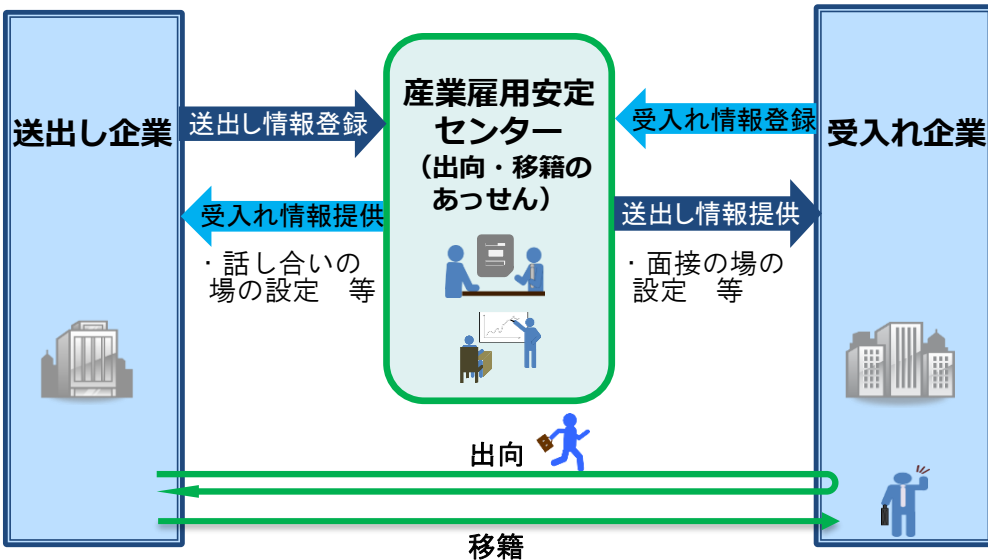 送出し企業
送出し情報登録
受入れ情報提供
・話し合いの
場の設定　等
産業雇用安定
センター
（出向・移籍の
あっせん）
受入れ情報登録
送出し情報提供
・面接の場の
設定　等
受入れ企業
出向
移籍